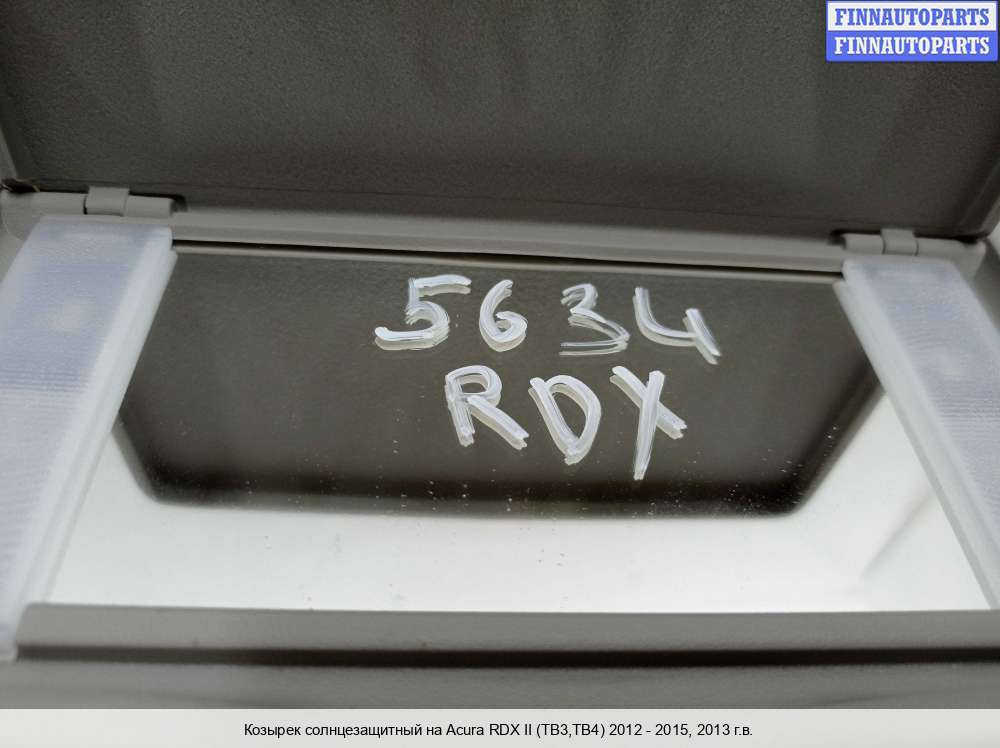 FINNAUTOPARTS
FINNAUTOPARTS
5634
RDX
Козырек солнцезащитный на Acura RDX II (TB3,TB4) 2012 - 2015, 2013 г.в.